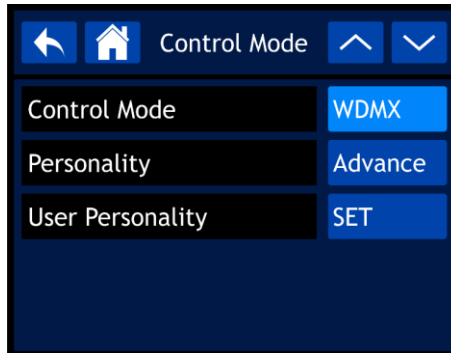 Control Mode
Control Mode WDMX
Personality Advance
User Personality SET